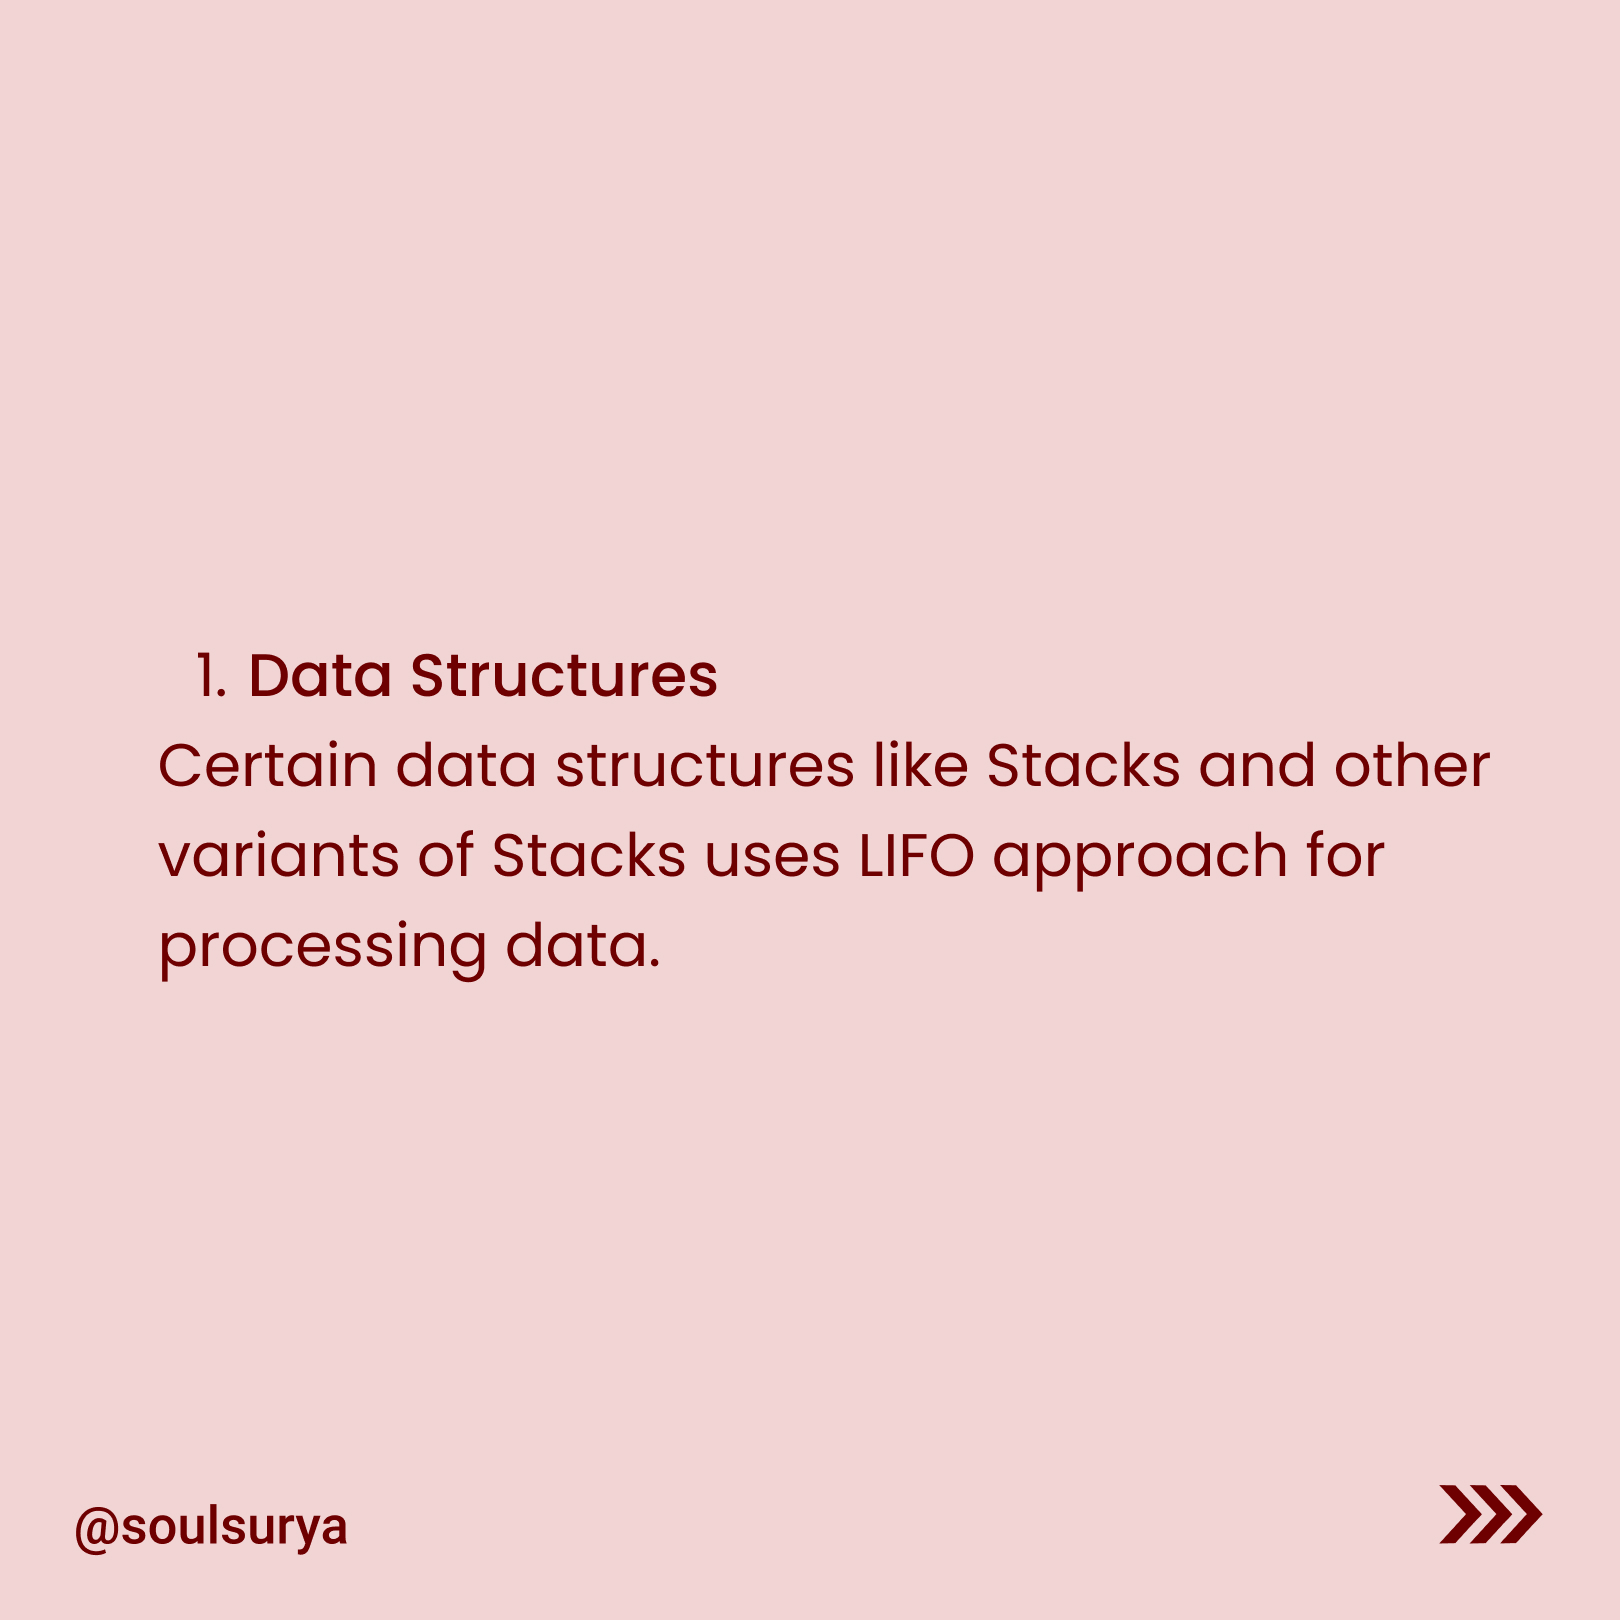 1. Data Structures
Certain data structures like Stacks and other
variants of Stacks uses LIFO approach for
processing data.
@soulsurya